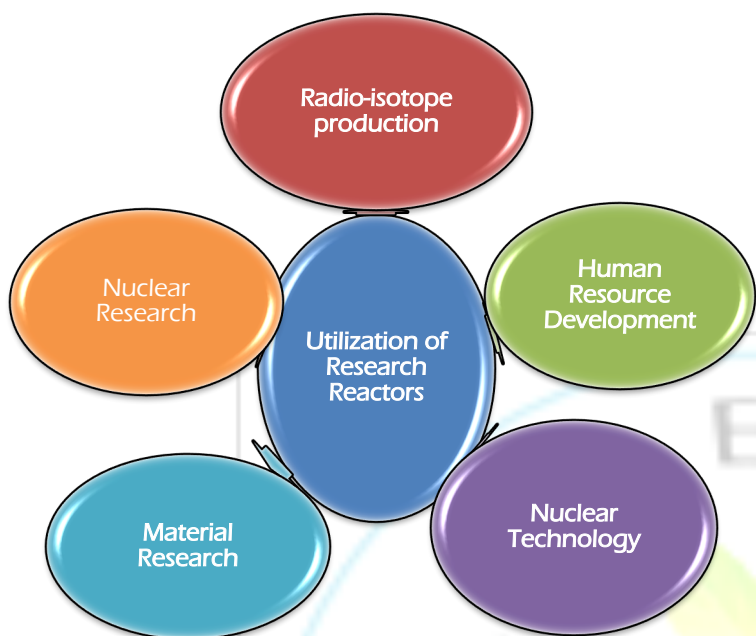 Radio-isotope
production
Nuclear
Research
Human
Resource
Development
Utilization of
Research
Reactors
Material
Research
Nuclear
Technology